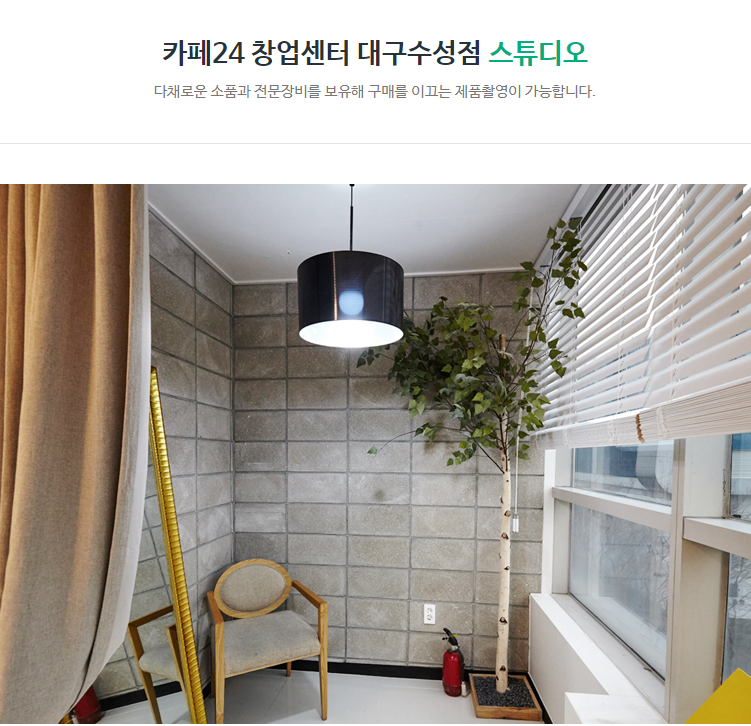 카페24 창업센터 대구수성점 스튜디오
다채로운 소품과 전문장비를 보유해 구매를 이끄는 제품촬영이 가능합니다.